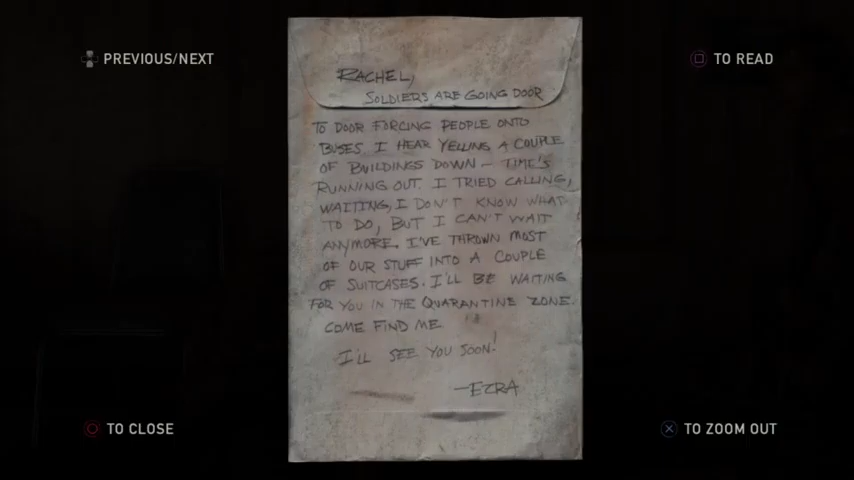 PREVIOUS/NEXT
TO READ
RACHEL,
SOLDIERS ARE GOING DOOR
TO DOOR FORCING PEOPLE ONTO
BUSES. I HEAR YELLING A COUPLE
OF BUILDINGS DOWN - TIME'S
RUNNING OUT. I TRIED CALLING,
WAITING, I DON'T KNOW WHAT
TO DO, BUT I CAN'T WAIT
ANYMORE. I'VE THROWN MOST
OF OUR STUFF INTO A COUPLE
OF SUITCASES. I'LL BE WAITING
FOR YOU IN THE QUARANTINE ZONE.
COME FIND ME
I'LL SEE YOU SOON!
-EZRA
TO CLOSE
TO ZOOM OUT